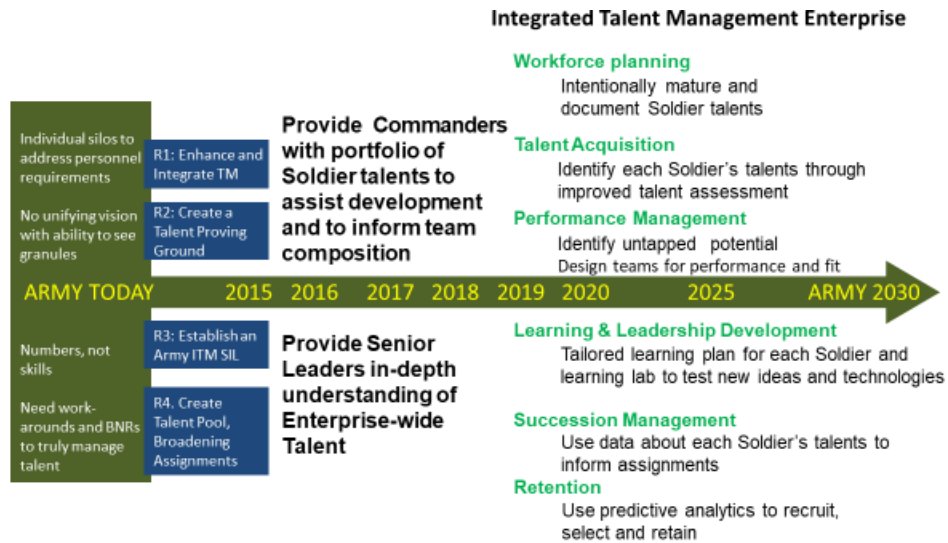 Integrated Talent Management Enterprise
Individual silos to
address personnel
requirements
No unifying vision
with ability to see
granules
R1: Enhance and
Integrate TM
R2: Create a
Talent Proving
Ground
Provide Commanders
with portfolio of
Soldier talents to
assist development
and to inform team
composition
Workforce planning
Intentionally mature and
document Soldier talents
Talent Acquisition
Identify each Soldier's talents through
improved talent assessment
Performance Management
Identify untapped potential
Design teams for performance and fit
ARMY TODAY 2015 2016 2017 2018 2019 2020 2025 ARMY 2030
Numbers, not
skills
Need work-
arounds and BNRs
to truly manage
talent
R3: Establish an
Army ITM SIL
R4. Create
Talent Pool,
Broadening
Assignments
Provide Senior
Leaders in-depth
understanding of
Enterprise-wide
Talent
Learning & Leadership Development
Tailored learning plan for each Soldier and
learning lab to test new ideas and technologies
Succession Management
Use data about each Soldier's talents to
inform assignments
Retention
Use predictive analytics to recruit,
select and retain